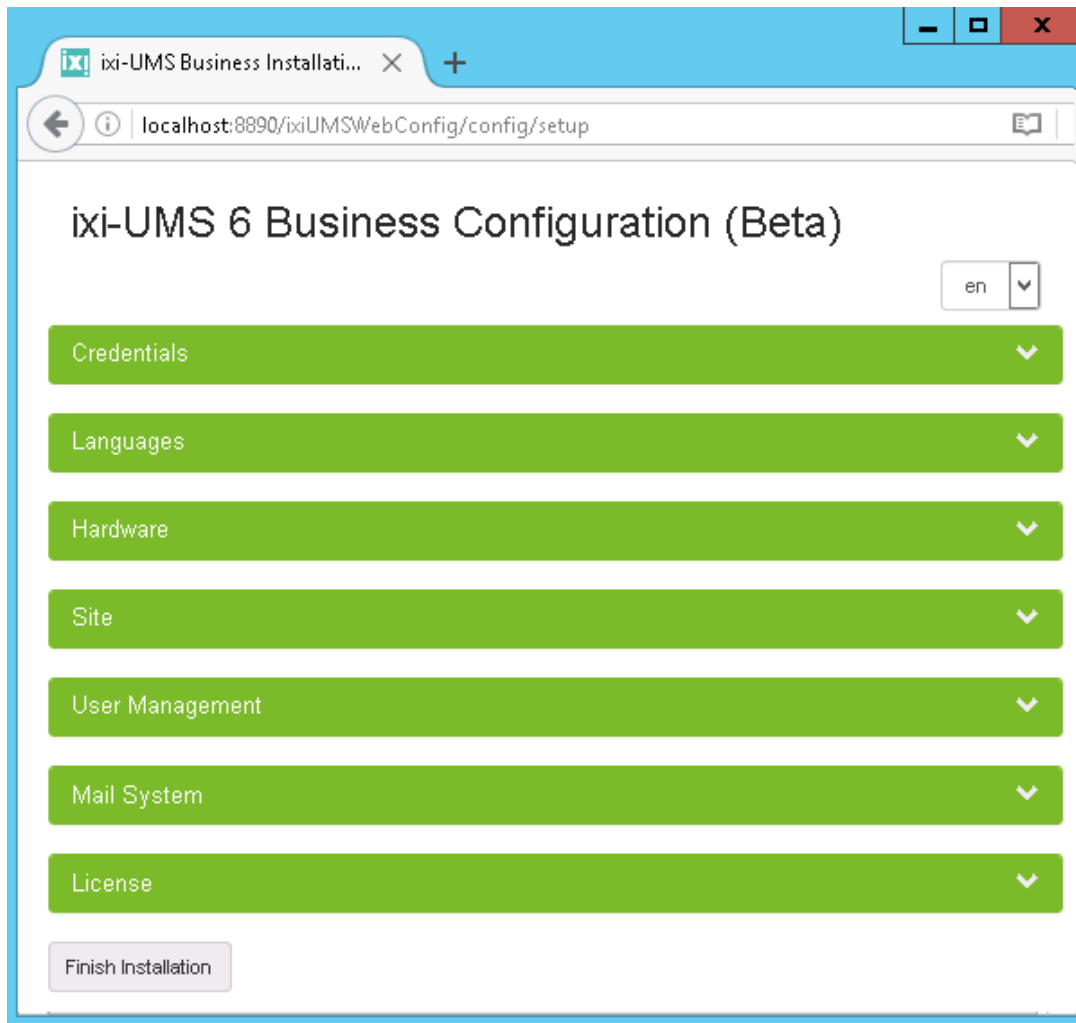 ixi ixi-UMS Business Installati...
localhost:8890/ixiUMSWebConfig/config/setup
ixi-UMS 6 Business Configuration (Beta)
en
Credentials
Languages
Hardware
Site
User Management
Mail System
License
Finish Installation